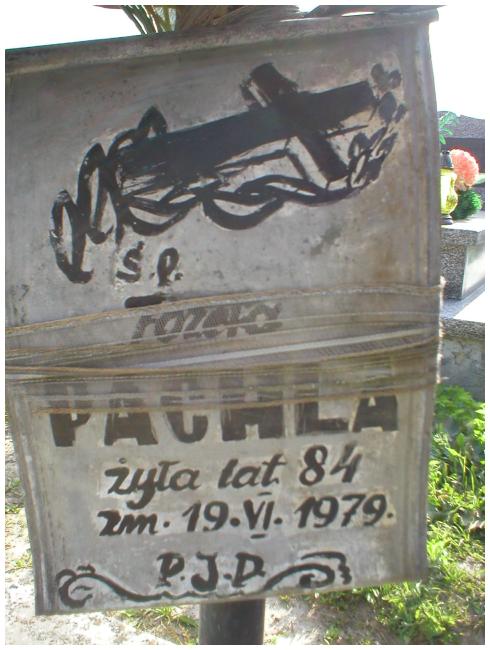 Ś.P.
PACHLA
żyła lat 84
zm. 19.VI.1979.
P.J.D.